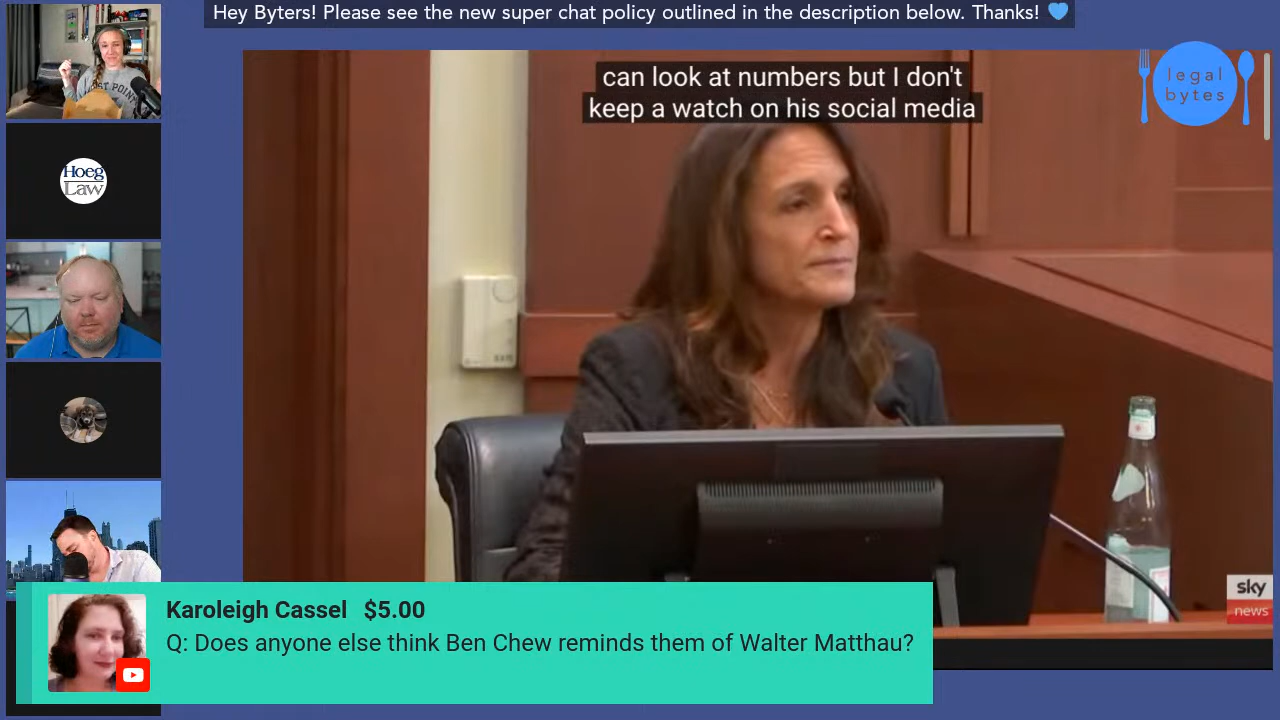 Hey Byters! Please see the new super chat policy outlined in the description below. Thanks! 💙
can look at numbers but I don't
keep a watch on his social media
legal
bytes
Hoeg
Law
sky
news
Karoleigh Cassel $5.00
Q: Does anyone else think Ben Chew reminds them of Walter Matthau?